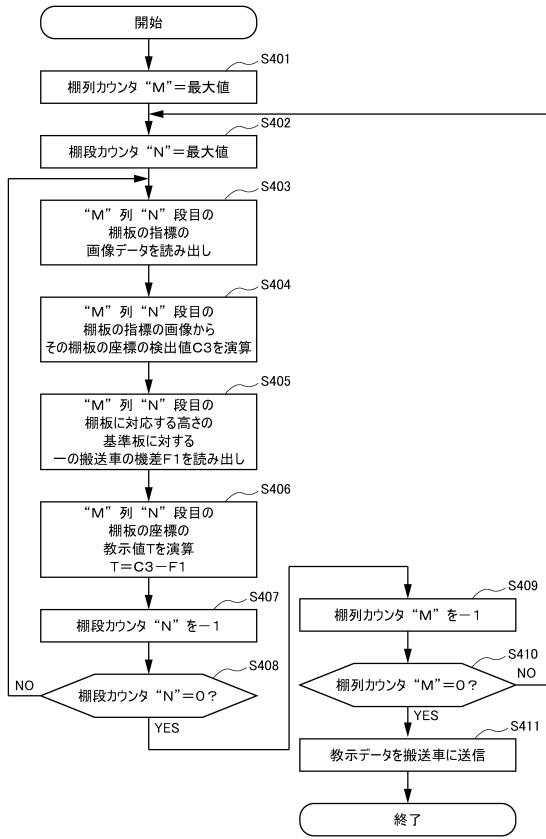 開始
S401
棚列カウンタ“M”＝最大値
S402
棚段カウンタ“N”＝最大値
S403
“M”列“N”段目の
棚板の指標の
画像データを読み出し
S404
“M”列“N”段目の
棚板の指標の画像から
その棚板の座標の検出値C3を演算
S405
“M”列“N”段目の
棚板に対応する高さの
基準板に対する
一の搬送車の機差F1を読み出し
S406
“M”列“N”段目の
棚板の座標の
教示値Tを演算
T＝C3－F1
S407
棚段カウンタ“N”を－1
S408
棚段カウンタ“N”＝0？
NO
YES
S409
棚列カウンタ“M”を－1
S410
棚列カウンタ“M”＝0？
NO
YES
S411
教示データを搬送車に送信
終了